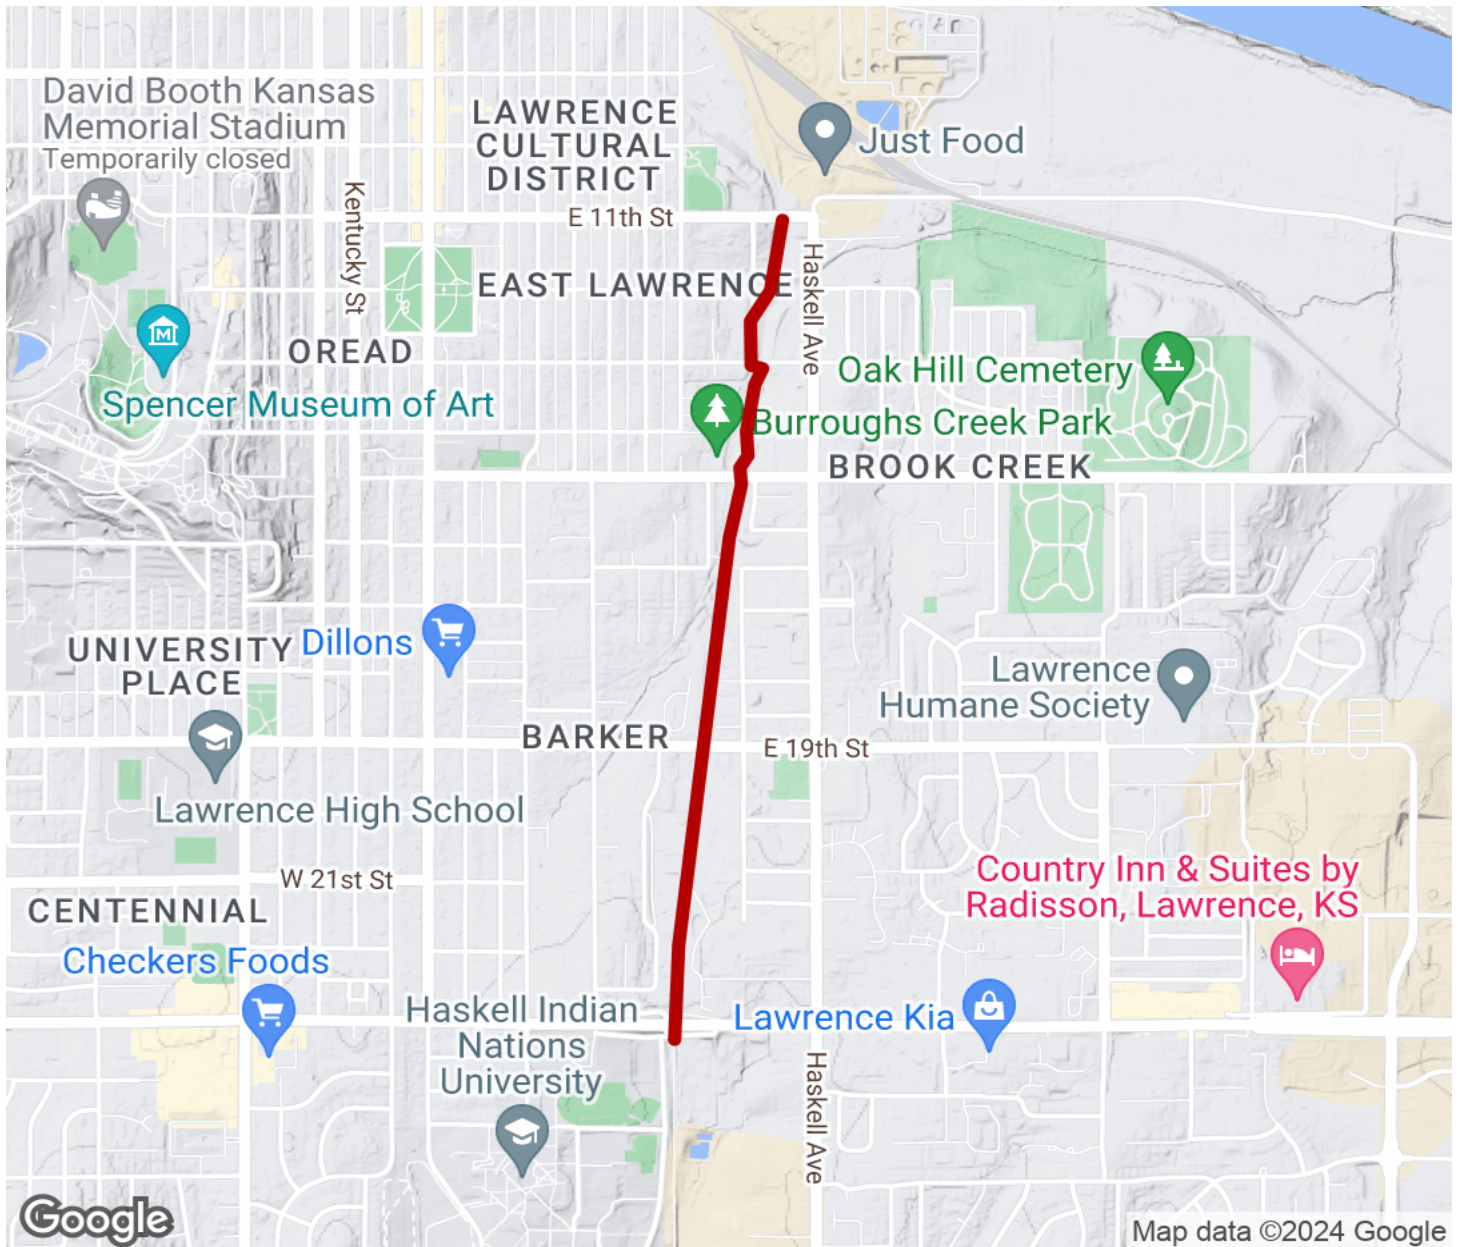 David Booth Kansas
Memorial Stadium
Temporarily closed
LAWRENCE
CULTURAL
DISTRICT
Just Food
Kentucky St
E 11th St
EAST LAWRENCE
Haskell Ave
OREAD
Oak Hill Cemetery
Spencer Museum of Art
Burroughs Creek Park
BROOK CREEK
UNIVERSITY
PLACE
Dillons
Lawrence
Humane Society
BARKER
E 19th St
Lawrence High School
W 21st St
Country Inn & Suites by
Radisson, Lawrence, KS
CENTENNIAL
Checkers Foods
Haskell Indian
Nations
University
Lawrence Kia
Haskell Ave
Google
Map data ©2024 Google